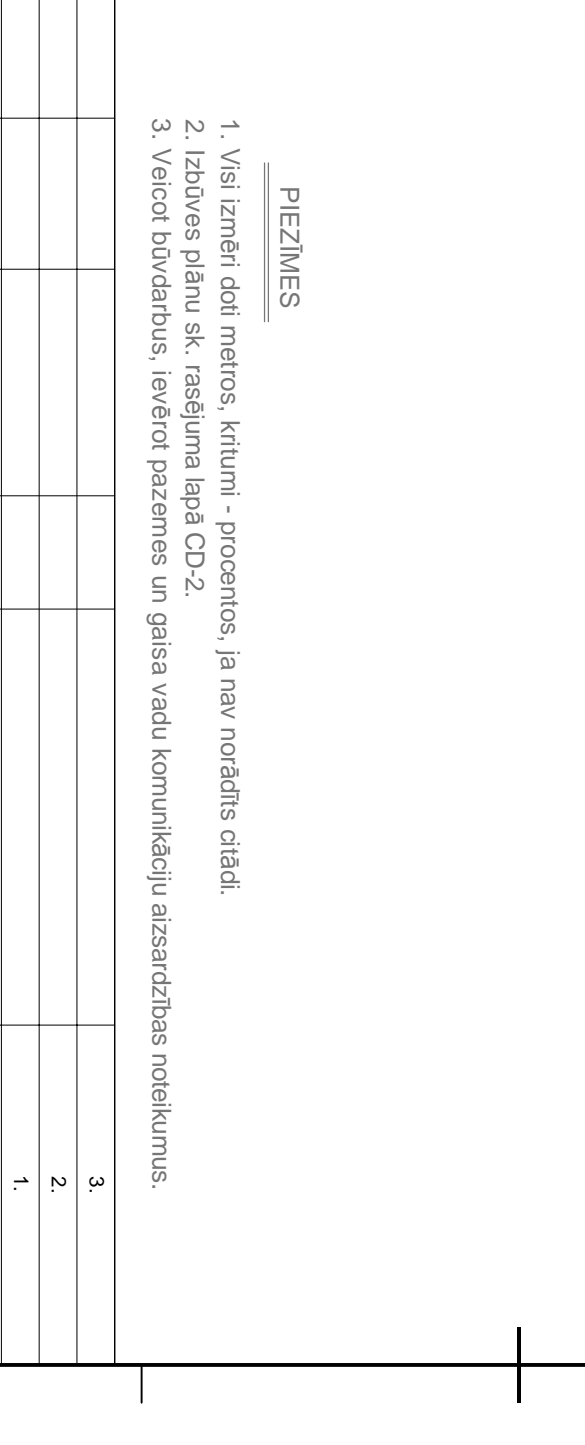 PIEZĪMES
1. Visi izmēri doti metros, kritumi - procentos, ja nav norādīts citādi.
2. Izbūves plānu sk. rasējuma lapā CD-2.
3. Veicot būvdarbus, ievērot pazemes un gaisa vadu komunikāciju aizsardzības noteikumus.
3.
2.
1.